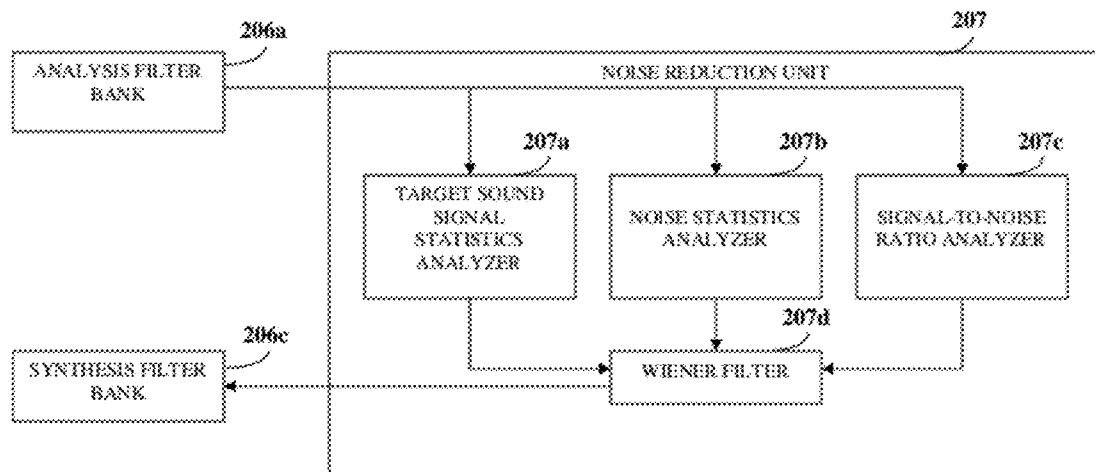 207
206a
ANALYSIS FILTER
BANK
NOISE REDUCTION UNIT
207a
207b
207c
TARGET SOUND
SIGNAL
STATISTICS
ANALYZER
NOISE STATISTICS
ANALYZER
SIGNAL-TO-NOISE
RATIO ANALYZER
206c
207d
SYNTHESIS FILTER
BANK
WIENER FILTER